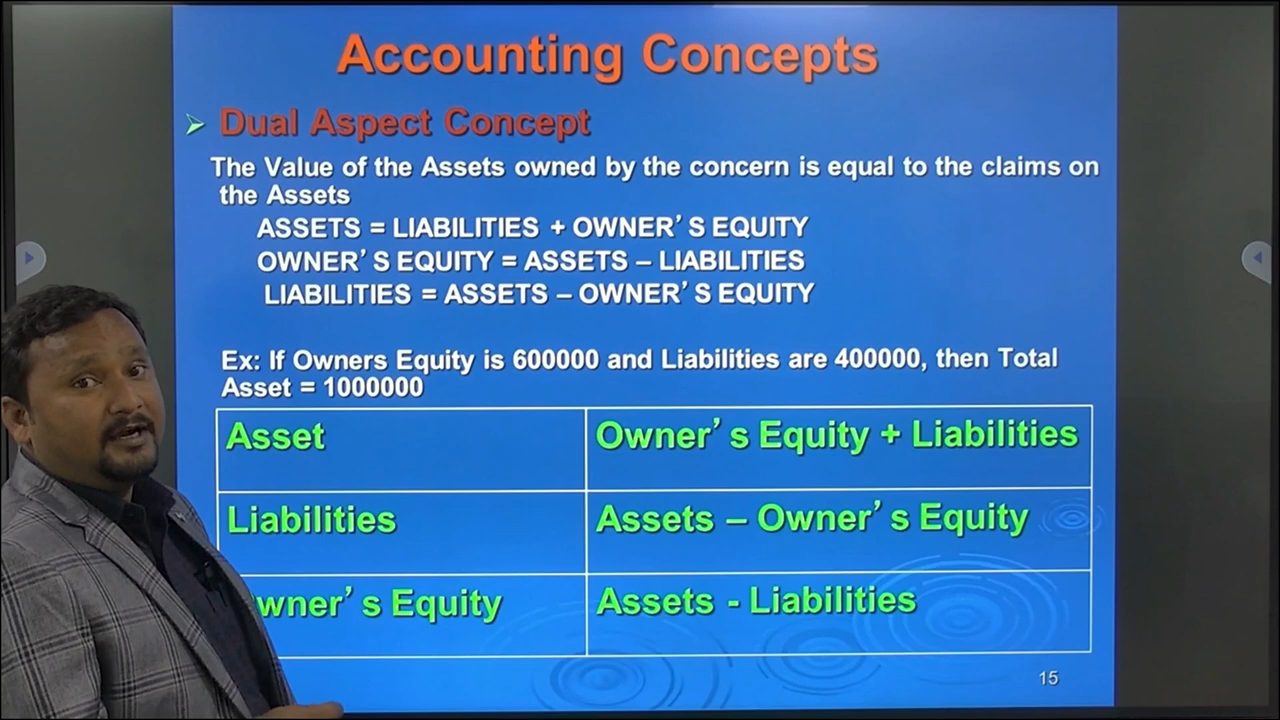 Accounting Concepts
Dual Aspect Concept
The Value of the Assets owned by the concern is equal to the claims on
the Assets
ASSETS = LIABILITIES + OWNER’ S EQUITY
OWNER’ S EQUITY = ASSETS – LIABILITIES
LIABILITIES = ASSETS – OWNER’ S EQUITY
Ex: If Owners Equity is 600000 and Liabilities are 400000, then Total
Asset = 1000000
Asset
Owner’ s Equity + Liabilities
Liabilities
Assets – Owner’ s Equity
wner’ s Equity
Assets - Liabilities
15